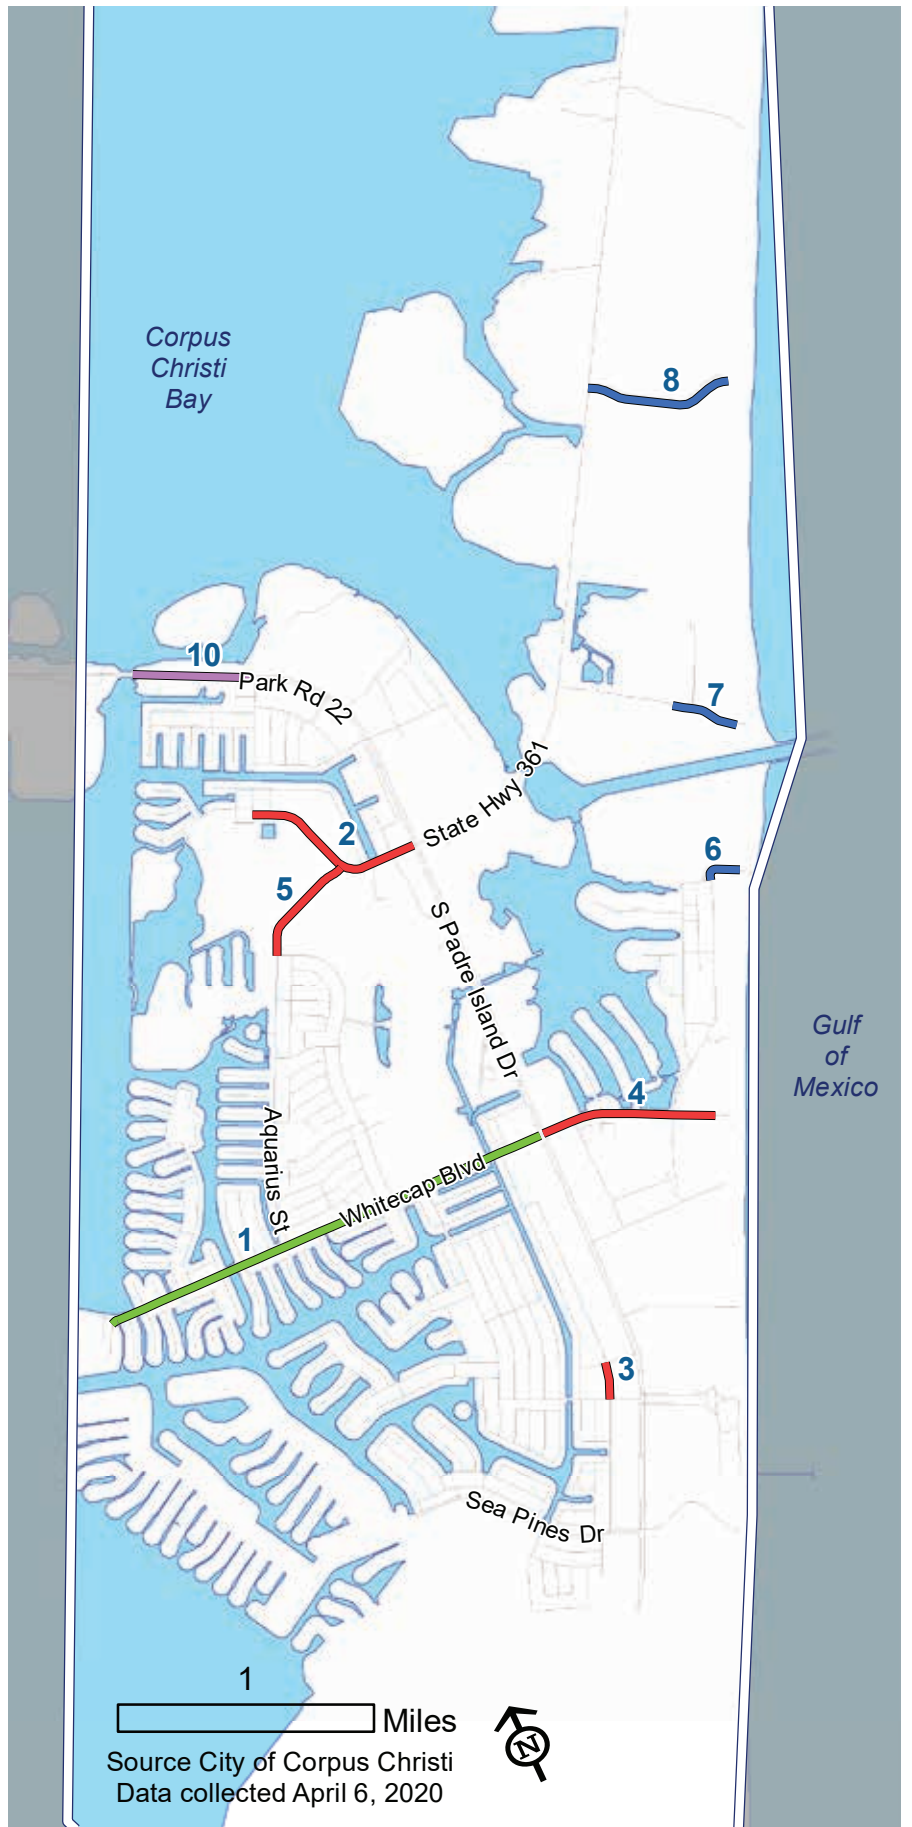 Corpus
Christi
Bay
8
10
Park Rd 22
7
State Hwy 361
2
6
5
S Padre Island Dr
Gulf
of
Mexico
4
Aquarius St
Whitecap Blvd
1
3
Sea Pines Dr
1
Miles
N
Source City of Corpus Christi
Data collected April 6, 2020